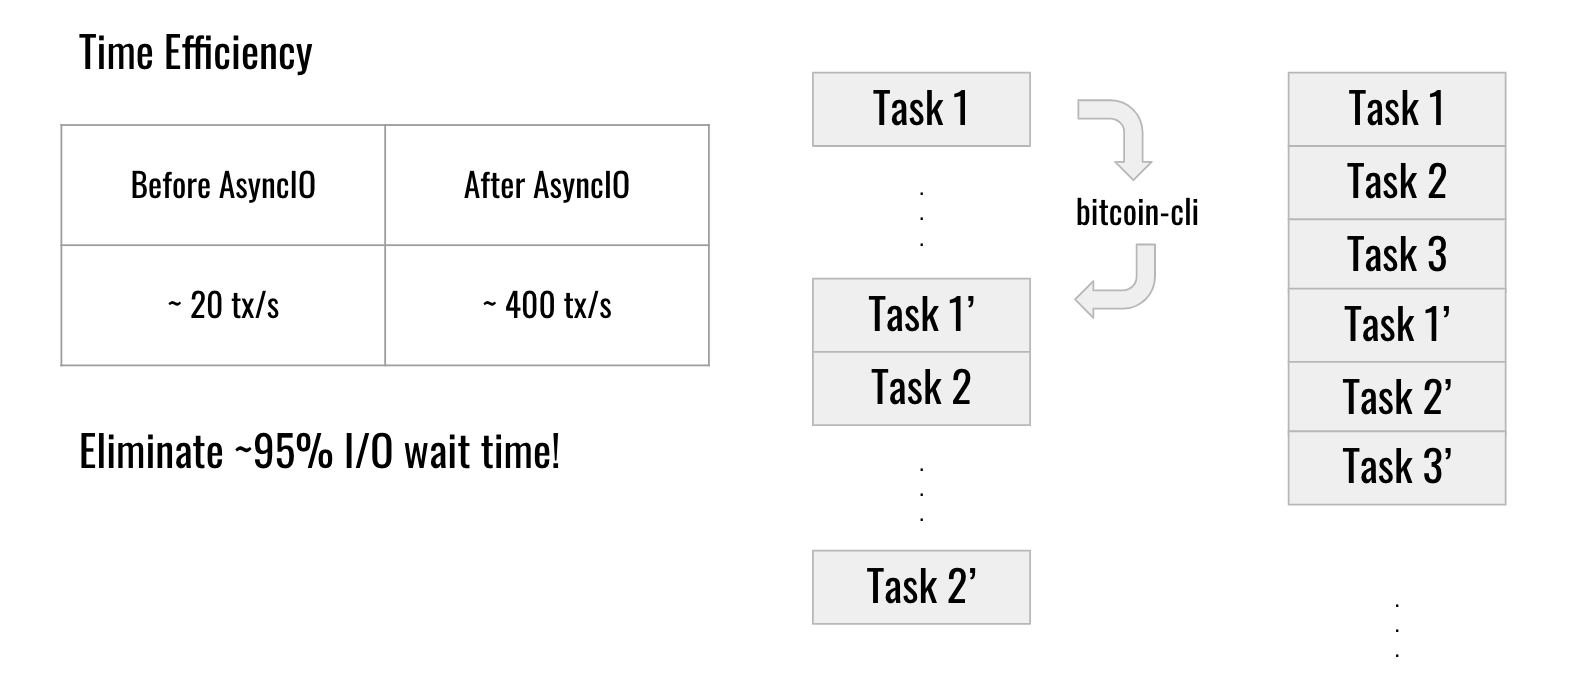 Time Efficiency
Before AsyncIO
After AsyncIO
~ 20 tx/s
~ 400 tx/s
Eliminate ~95% I/O wait time!
Task 1
.
.
.
Task 1’
Task 2
.
.
.
Task 2’
bitcoin-cli
Task 1
Task 2
Task 3
Task 1’
Task 2’
Task 3’
.
.
.